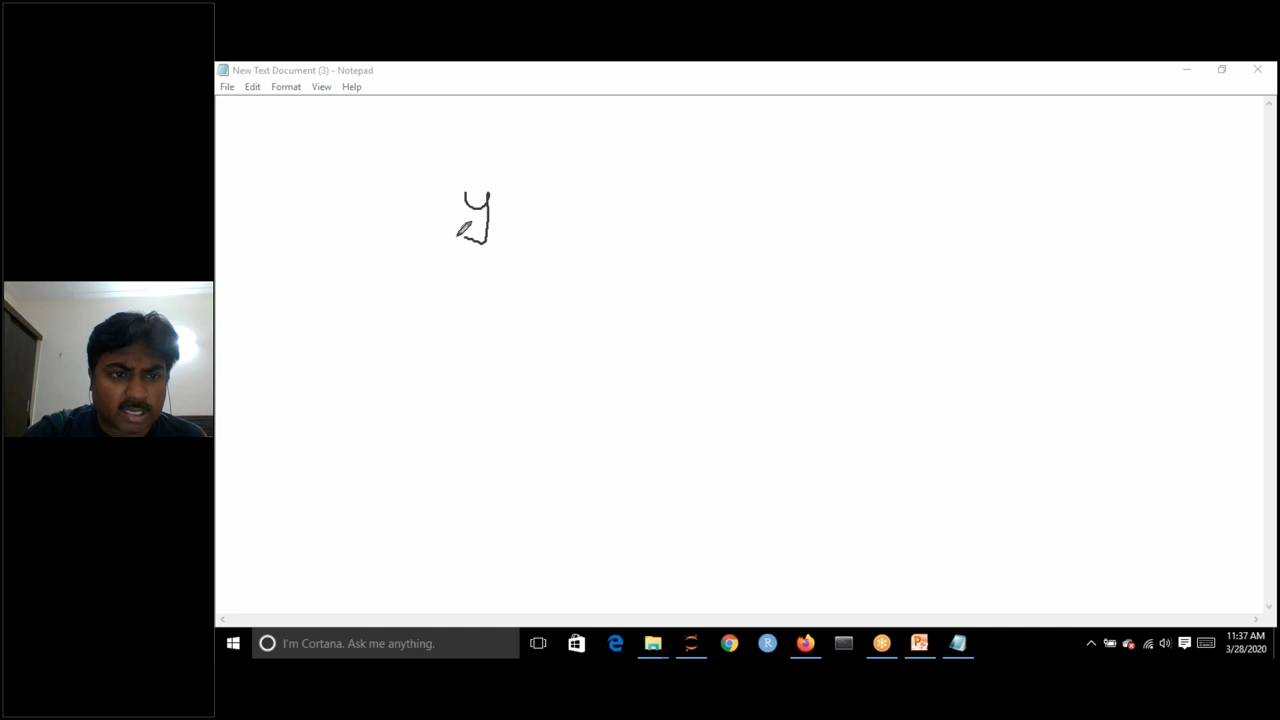 New Text Document (3) - Notepad
File Edit Format View Help
y
I'm Cortana. Ask me anything.
11:37 AM
3/28/2020